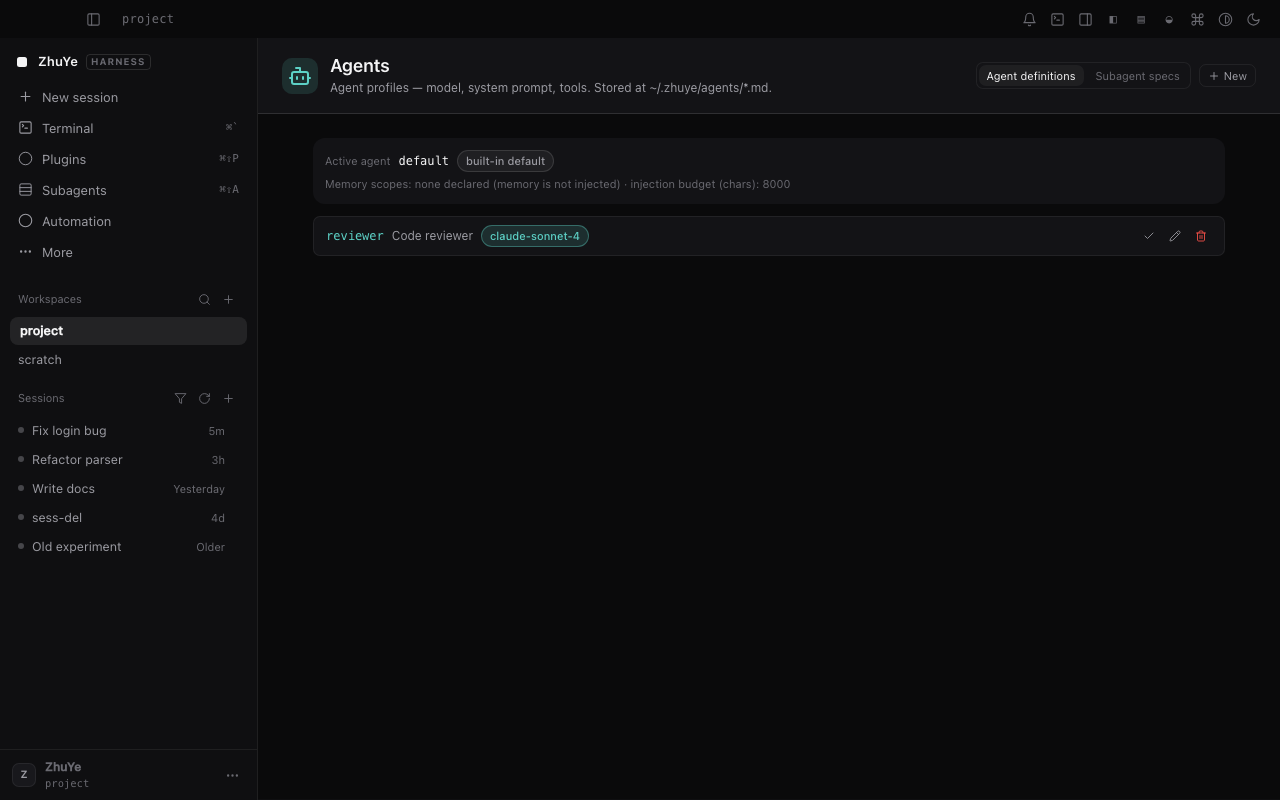 project
ZhuYe HARNESS
New session
Terminal ⌘`
Plugins ⌘⇧P
Subagents ⌘⇧A
Automation
More
Workspaces
project
scratch
Sessions
Fix login bug 5m
Refactor parser 3h
Write docs Yesterday
sess-del 4d
Old experiment Older
Z
ZhuYe
project
Agents
Agent profiles — model, system prompt, tools. Stored at ~/.zhuye/agents/*.md.
Agent definitions Subagent specs New
Active agent default built-in default
Memory scopes: none declared (memory is not injected) · injection budget (chars): 8000
reviewer Code reviewer claude-sonnet-4